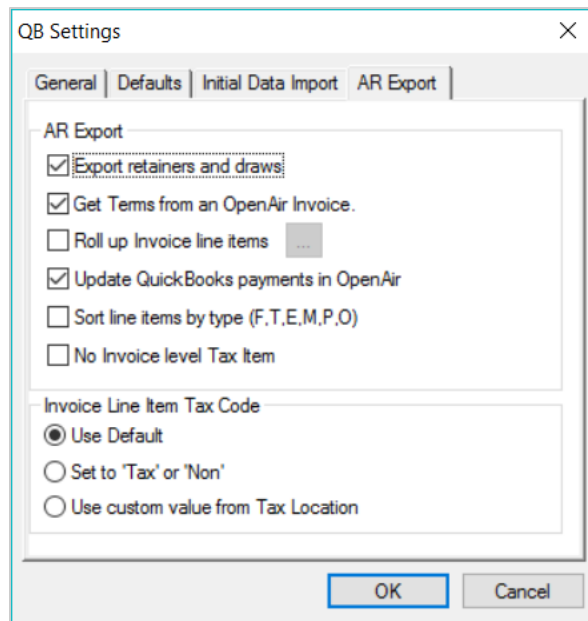 QB Settings
General
Defaults
Initial Data Import
AR Export
AR Export
Export retainers and draws
Get Terms from an OpenAir Invoice.
Roll up Invoice line items
...
Update QuickBooks payments in OpenAir
Sort line items by type (F,T,E,M,P,O)
No Invoice level Tax Item
Invoice Line Item Tax Code
Use Default
Set to 'Tax' or 'Non'
Use custom value from Tax Location
OK
Cancel